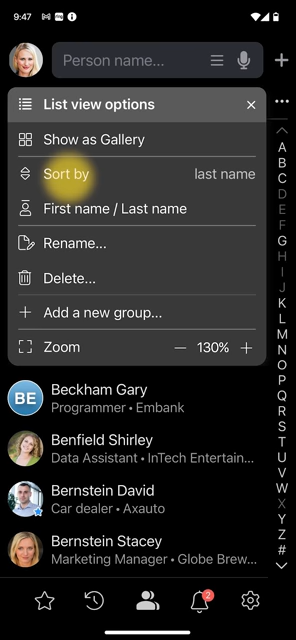 9:47
Person name...
List view options
Show as Gallery
Sort by last name
First name / Last name
Rename...
Delete...
Add a new group...
Zoom 130%
BE
Beckham Gary
Programmer • Embank
Benfield Shirley
Data Assistant • InTech Entertain...
Bernstein David
Car dealer • Axauto
Bernstein Stacey
Marketing Manager • Globe Brew...
A
B
C
D
E
F
G
H
I
J
K
L
M
N
O
P
Q
R
S
T
U
V
W
X
Y
Z
#
2